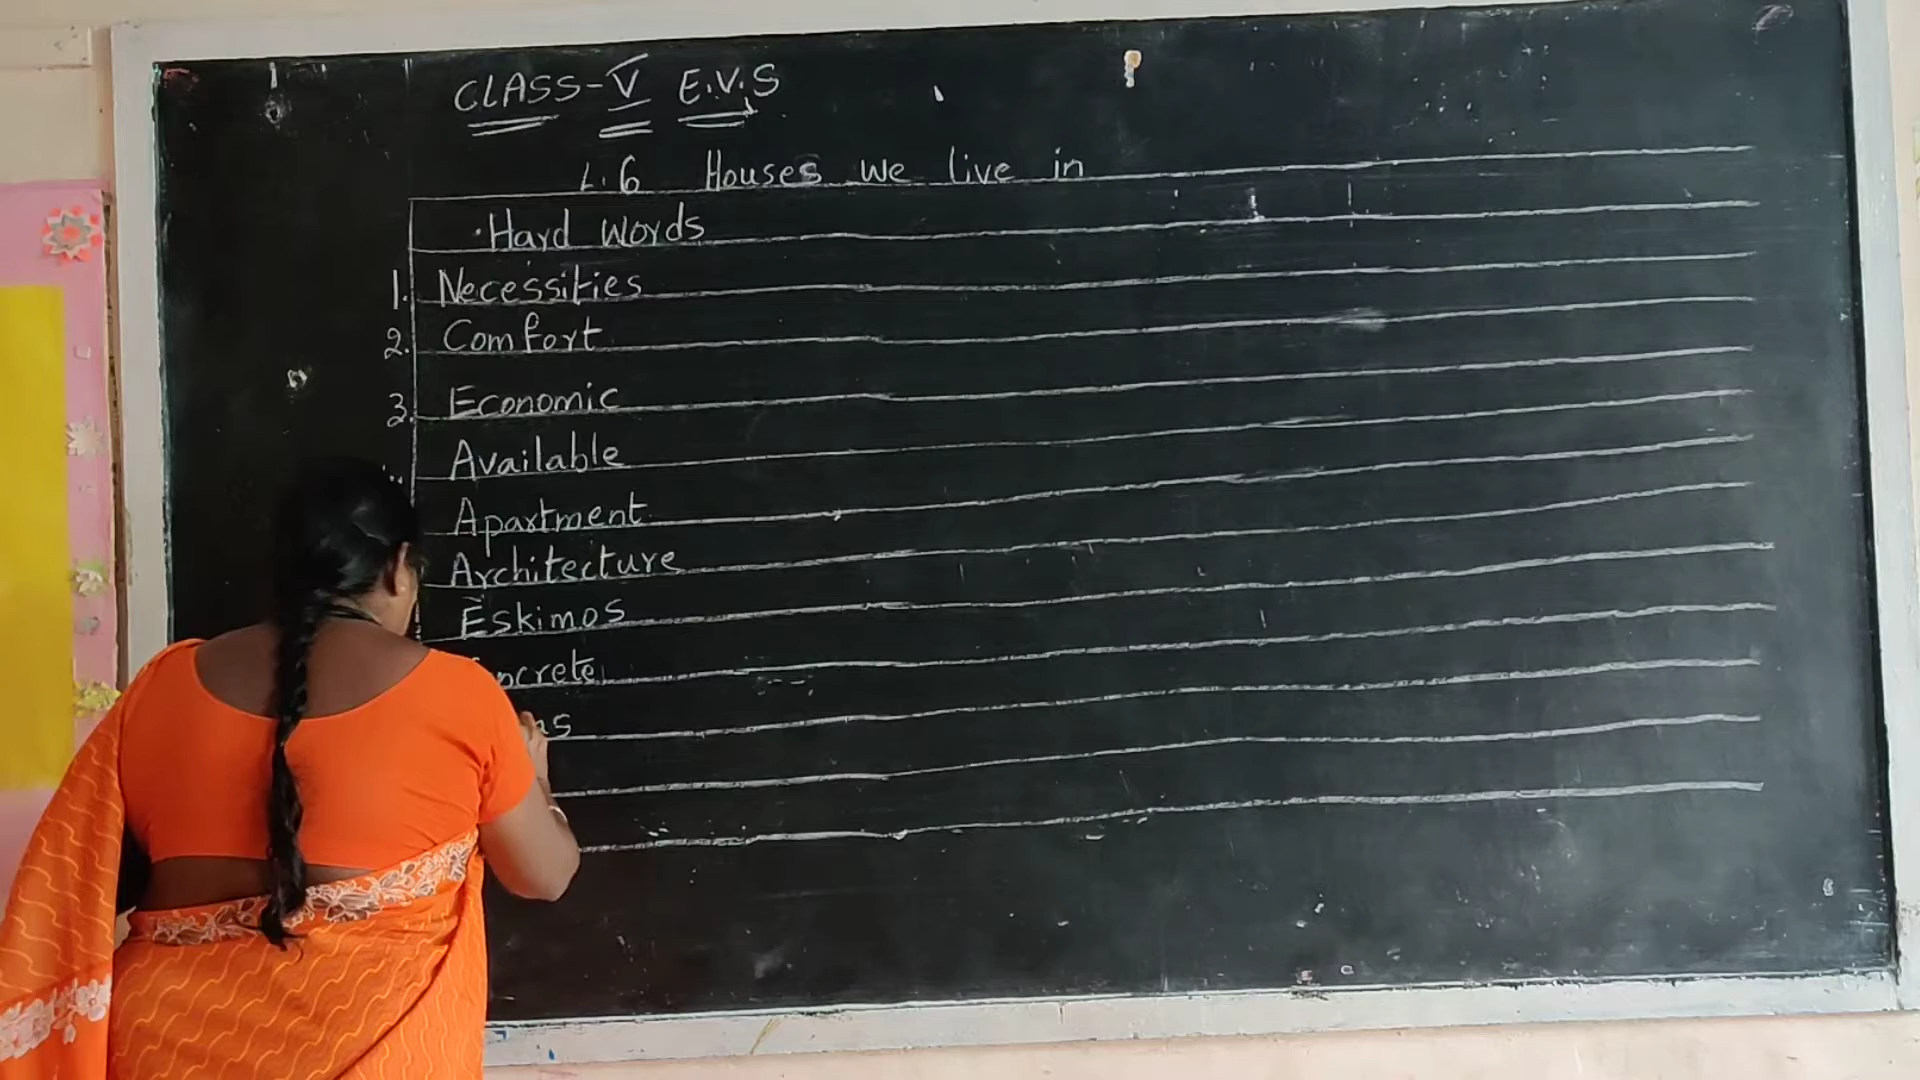 CLASS-V E.V.S
L.6 Houses we live in
Hard words
1. Necessities
2. Comfort
3. Economic
Available
Apartment
Architecture
Eskimos